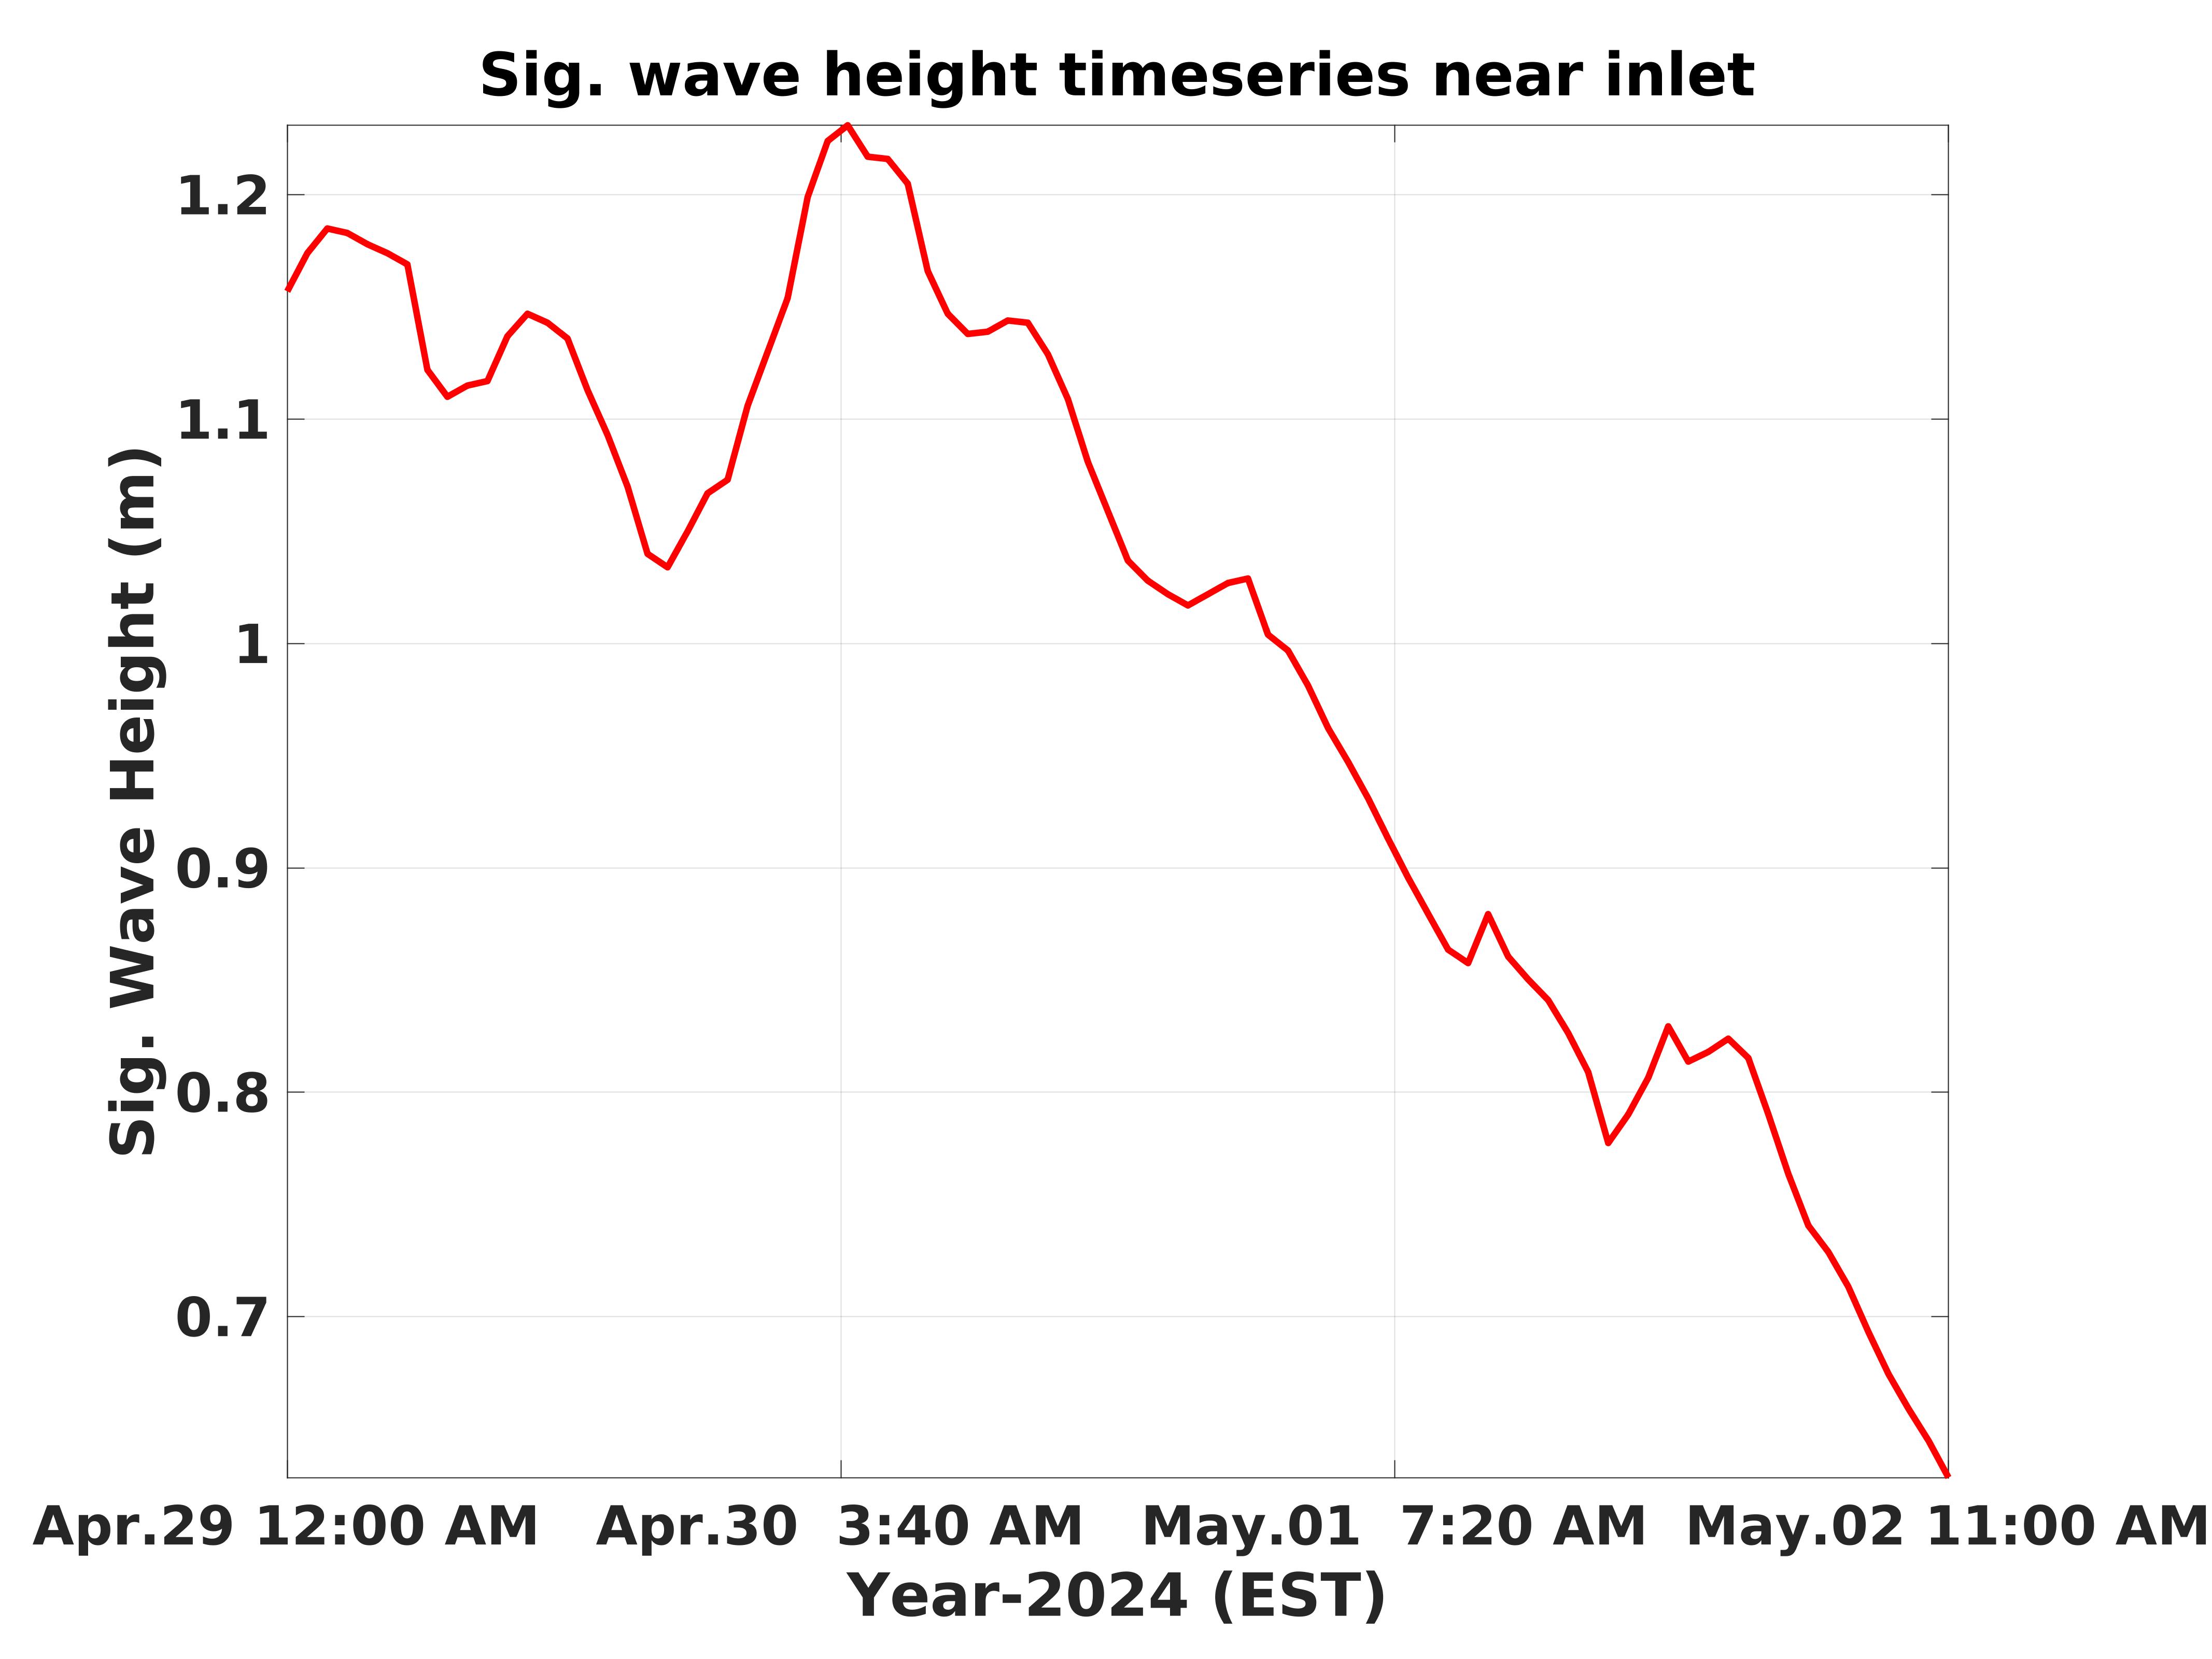 Sig. wave height timeseries near inlet
Sig. Wave Height (m)
1.2
1.1
1
0.9
0.8
0.7
Apr.29 12:00 AM Apr.30 3:40 AM May.01 7:20 AM May.02 11:00 AM
Year-2024 (EST)